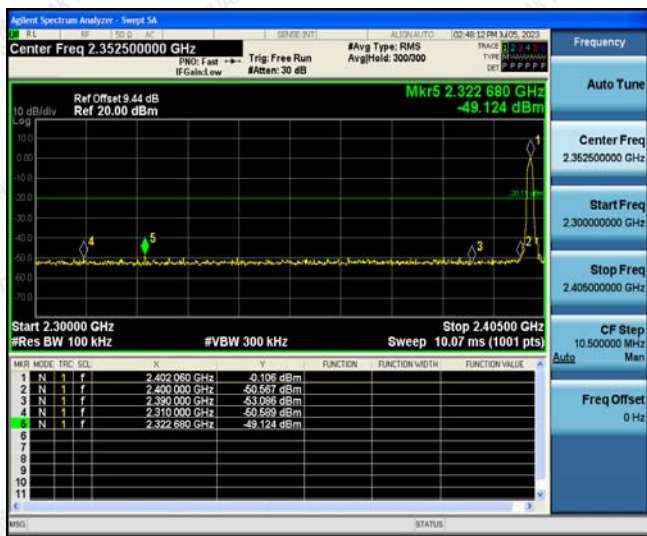 Agilent Spectrum Analyzer - Swept SA
RL RF 50 Ω AC SENSE:INT ALIGN AUTO 02:48:12 PM Jul 05, 2023
Center Freq 2.352500000 GHz
PNO: Fast
IFGain:Low
Trig: Free Run
#Atten: 30 dB
#Avg Type: RMS
Avg|Hold: 300/300
TRACE 1 2 3 4 5 6
TYPE
DET P P P P P P
Frequency
Mkr5 2.322 680 GHz
-49.124 dBm
Ref Offset 9.44 dB
Ref 20.00 dBm
10 dB/div
Log
10.0
0.00
-10.0
-20.0
-30.0
-40.0
-50.0
-60.0
-70.0
1
2
3
4
5
Start 2.30000 GHz
Stop 2.40500 GHz
#Res BW 100 kHz #VBW 300 kHz Sweep 10.07 ms (1001 pts)
MKR MODE TRC SCL X Y FUNCTION FUNCTION WIDTH FUNCTION VALUE
1 N 1 f 2.402 060 GHz -0.106 dBm
2 N 1 f 2.400 000 GHz -50.567 dBm
3 N 1 f 2.390 000 GHz -53.086 dBm
4 N 1 f 2.310 000 GHz -50.589 dBm
5 N 1 f 2.322 680 GHz -49.124 dBm
6
7
8
9
10
11
MSG STATUS
Auto Tune
Center Freq
2.352500000 GHz
Start Freq
2.300000000 GHz
Stop Freq
2.405000000 GHz
CF Step
10.500000 MHz
Auto Man
Freq Offset
0 Hz